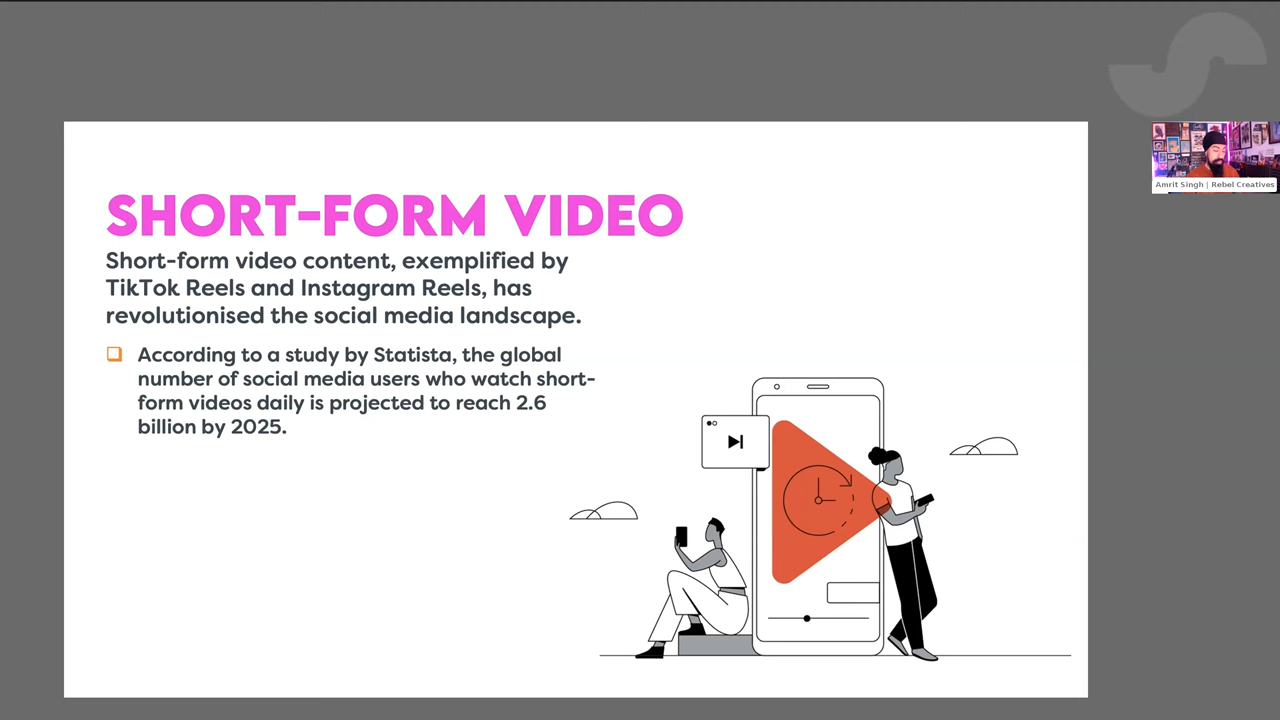 SHORT-FORM VIDEO
Short-form video content, exemplified by
TikTok Reels and Instagram Reels, has
revolutionised the social media landscape.
❑ According to a study by Statista, the global
number of social media users who watch short-
form videos daily is projected to reach 2.6
billion by 2025.
Amrit Singh | Rebel Creatives